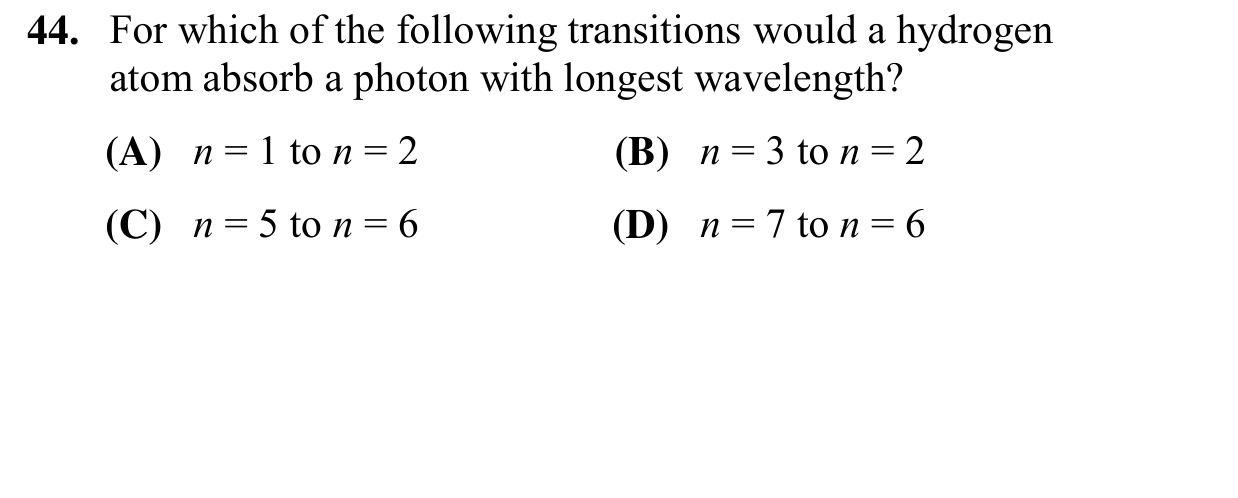 44. For which of the following transitions would a hydrogen
atom absorb a photon with longest wavelength?
(A) n = 1 to n = 2 (B) n = 3 to n = 2
(C) n = 5 to n = 6 (D) n = 7 to n = 6